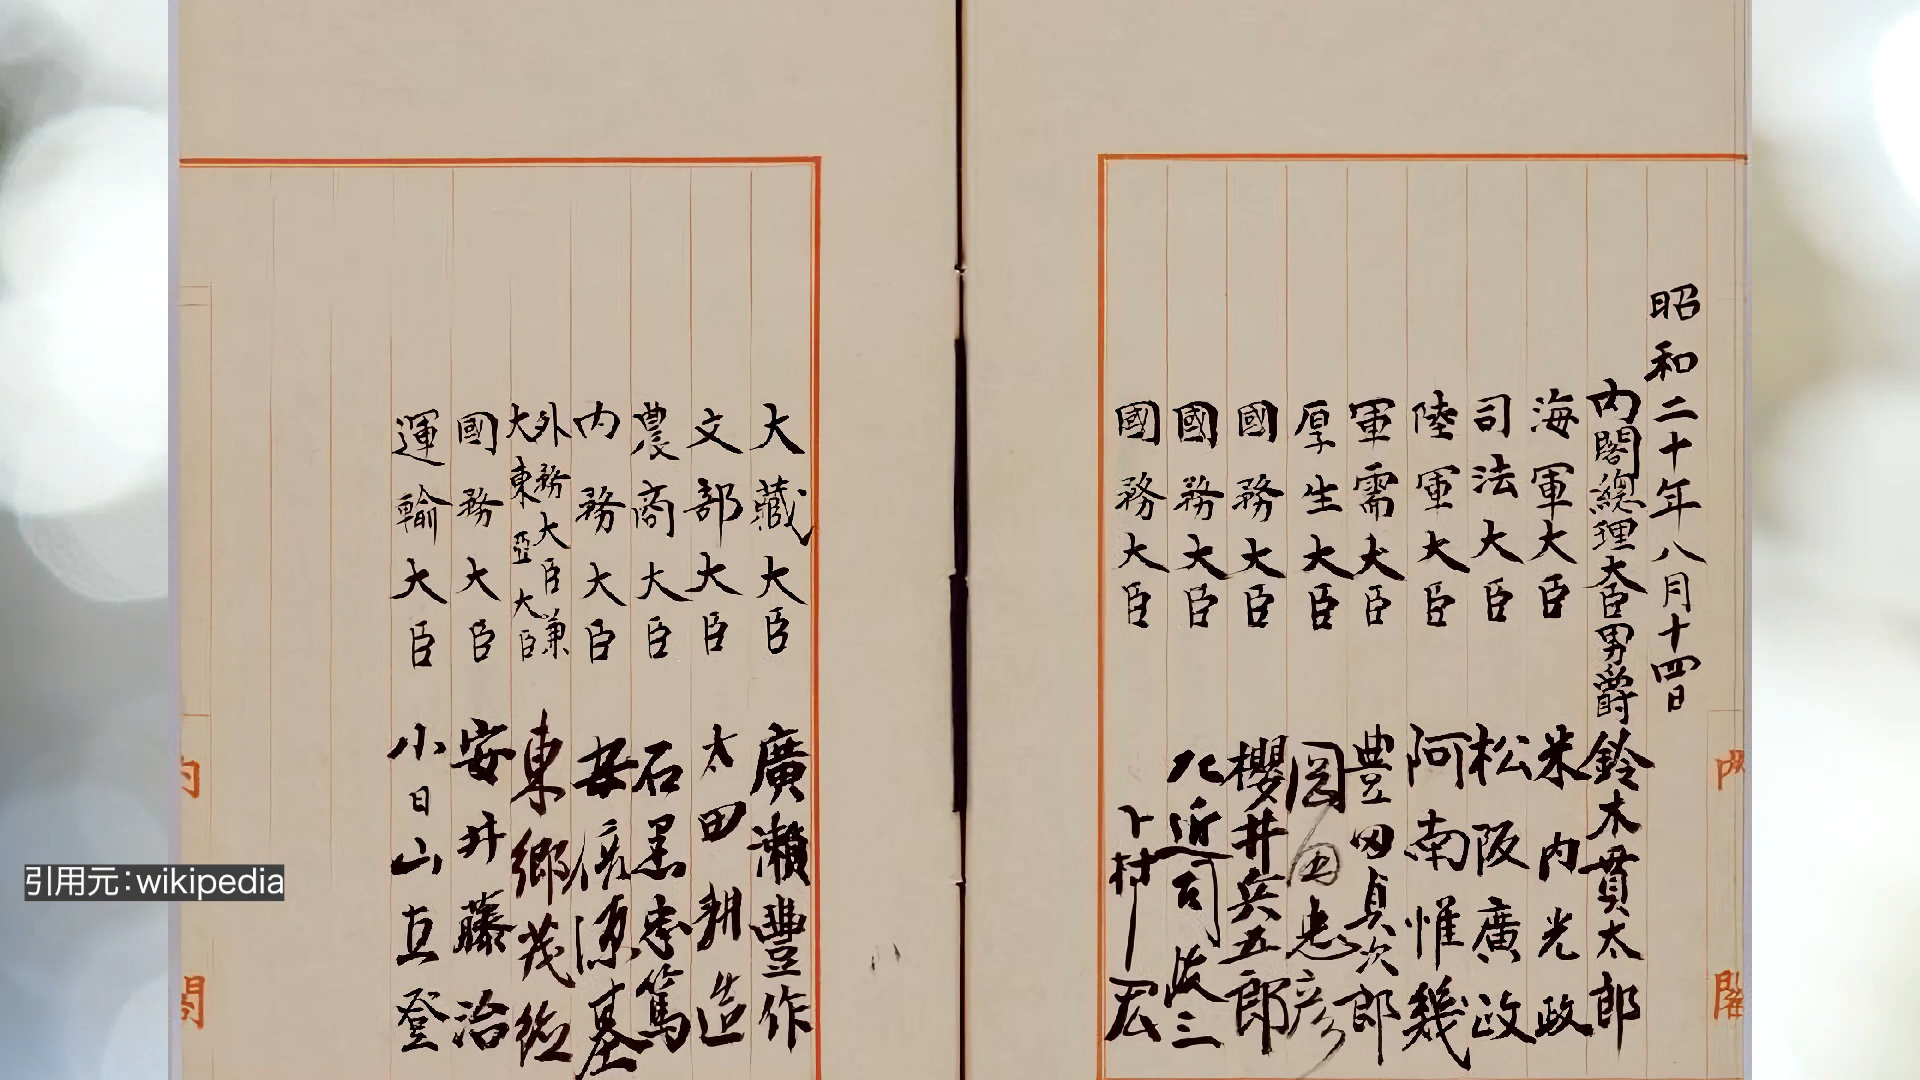 昭和二十年八月十四日
内閣總理大臣男爵 鈴木貫太郎
海軍大臣 米内光政
司法大臣 松阪廣政
陸軍大臣 阿南惟幾
軍需大臣 豊田貞次郎
厚生大臣 岡田忠彦
國務大臣 櫻井兵五郎
國務大臣 左近司政三
國務大臣 下村宏
大藏大臣 廣瀨豐作
文部大臣 太田耕造
農商大臣 石黒忠篤
内務大臣 安倍源基
外務大臣兼
大東亞大臣 東郷茂德
國務大臣 安井藤治
運輸大臣 小日山直登
内閣
内閣
引用元:wikipedia